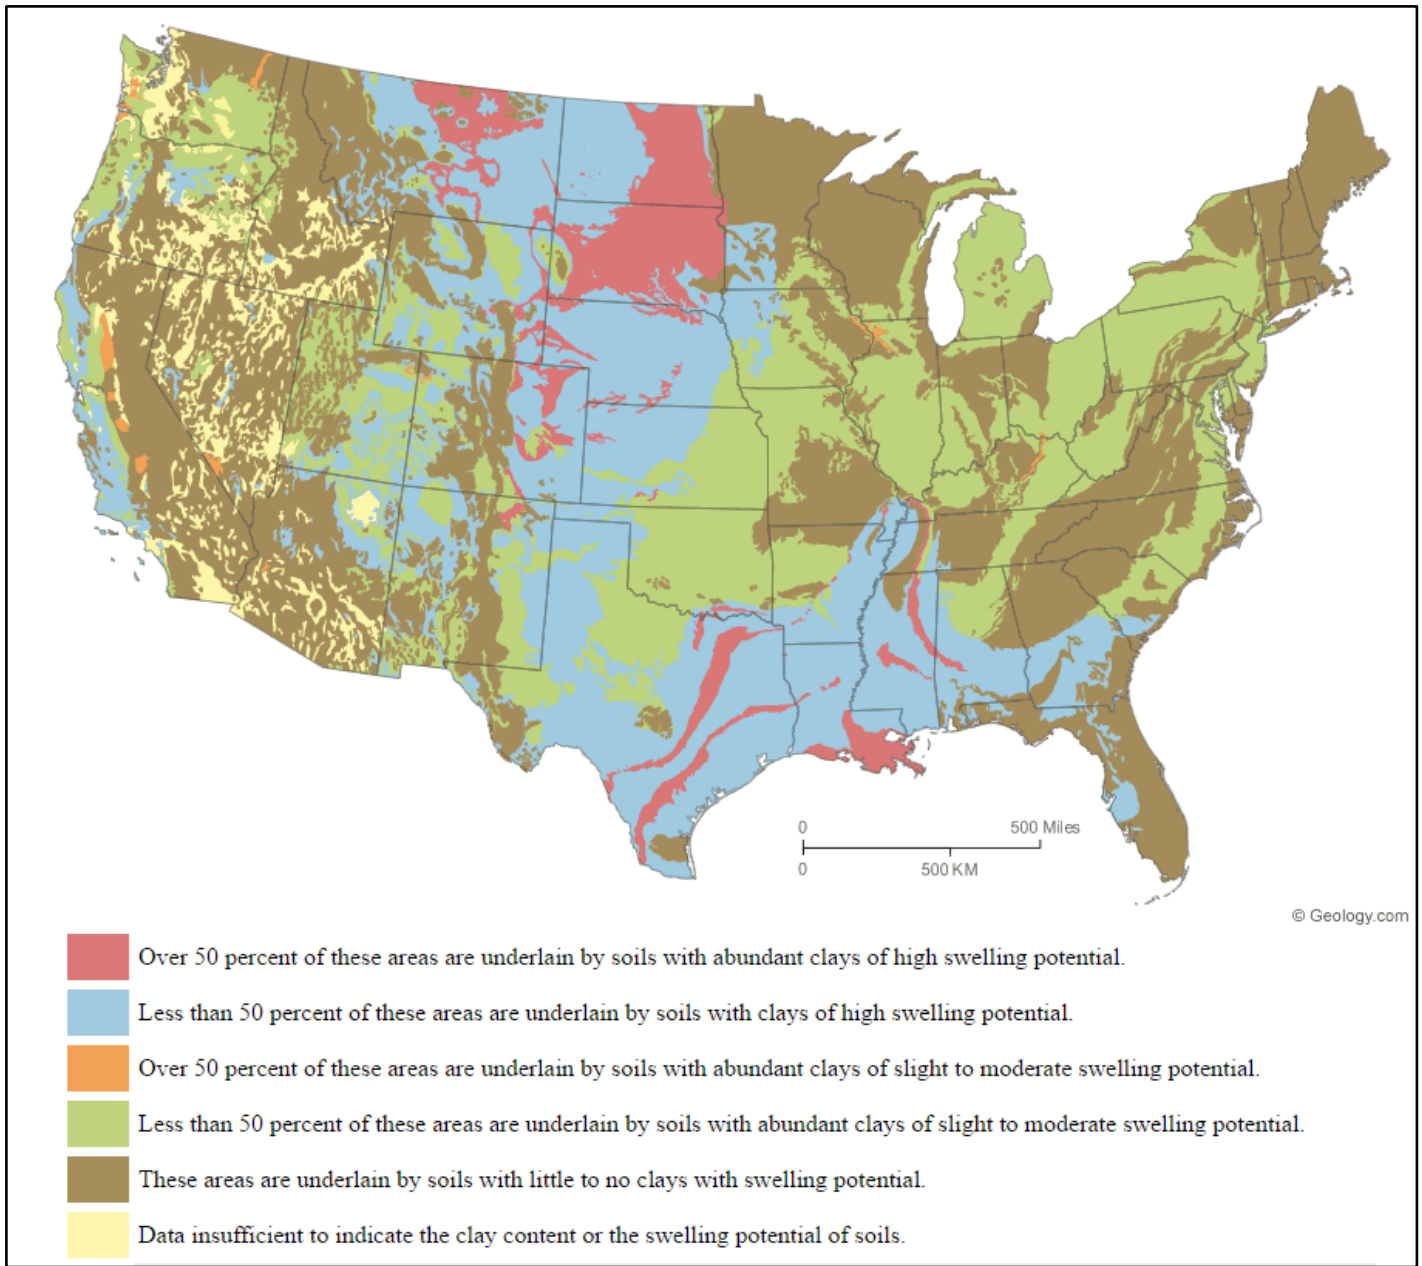 0 500 Miles
0 500 KM
© Geology.com
Over 50 percent of these areas are underlain by soils with abundant clays of high swelling potential.
Less than 50 percent of these areas are underlain by soils with clays of high swelling potential.
Over 50 percent of these areas are underlain by soils with abundant clays of slight to moderate swelling potential.
Less than 50 percent of these areas are underlain by soils with abundant clays of slight to moderate swelling potential.
These areas are underlain by soils with little to no clays with swelling potential.
Data insufficient to indicate the clay content or the swelling potential of soils.